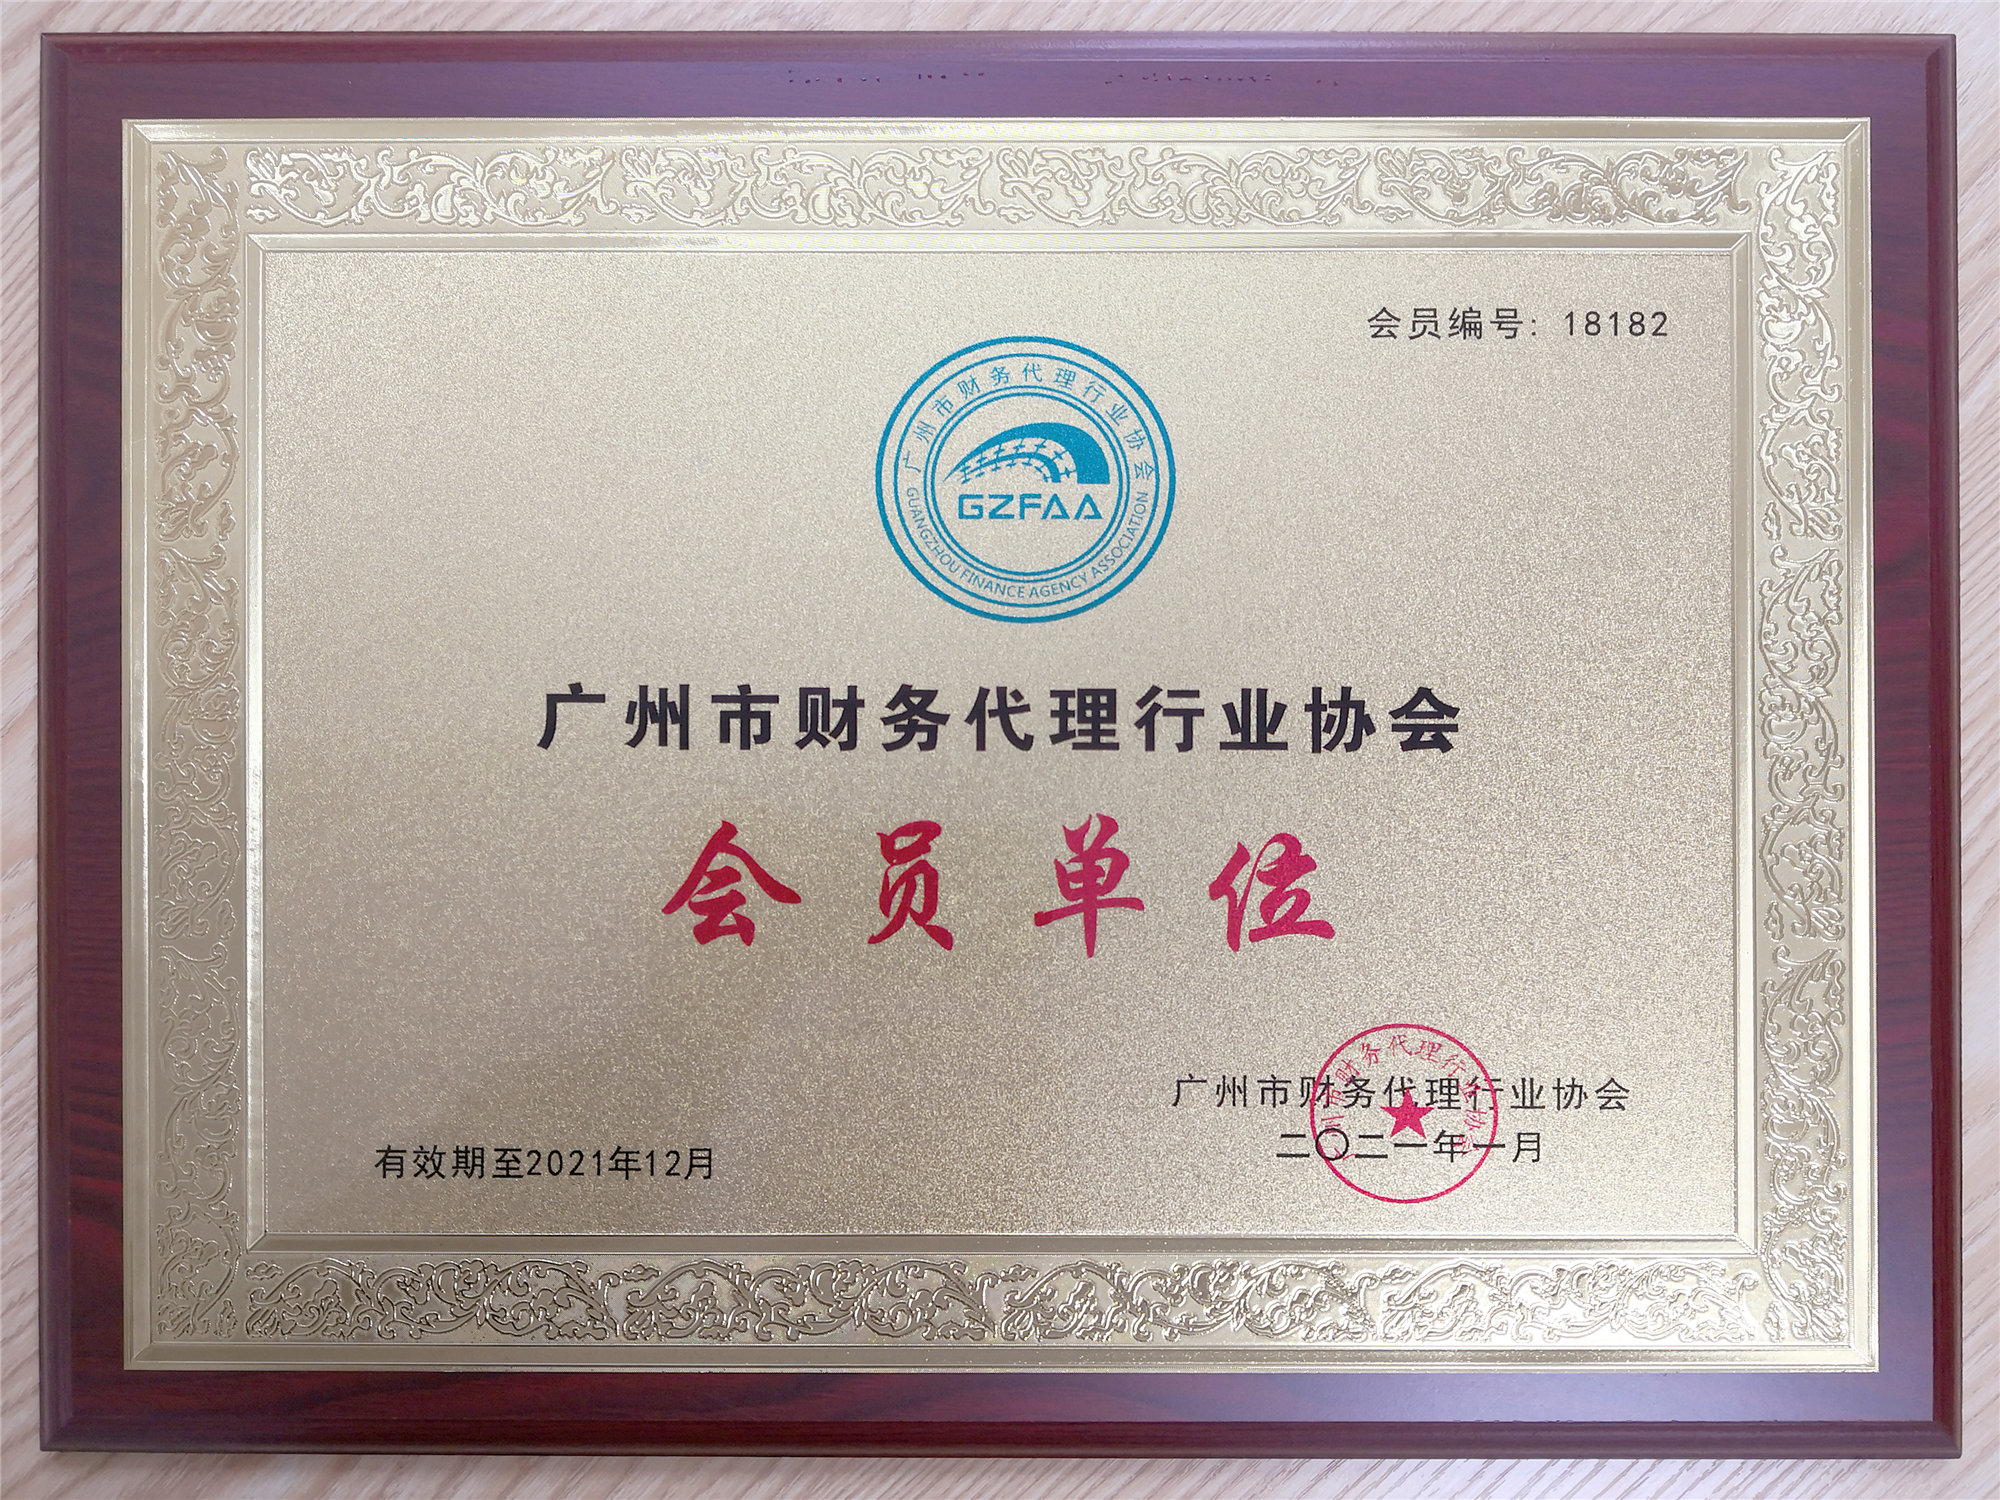 会员编号: 18182
广州市财务代理行业协会
GZFAA
GUANGZHOU FINANCE AGENCY ASSOCIATION
广州市财务代理行业协会
会员单位
广州市财务代理行业协会
二〇二一年一月
有效期至2021年12月